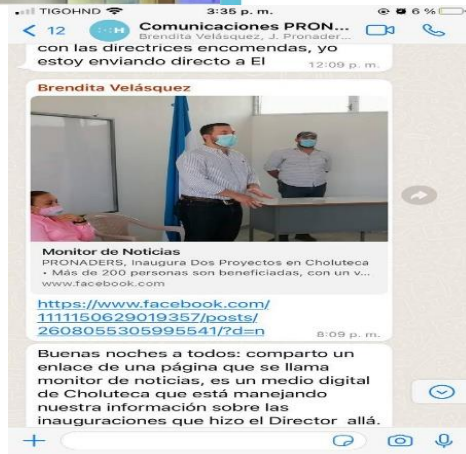 TIGOHND 3:35 p. m. 6 %
12 Comunicaciones PRON...
Brendita Velásquez, J. Pronader...
con las directrices encomendas, yo
estoy enviando directo a El
12:09 p. m.
Brendita Velásquez
Monitor de Noticias
PRONADERS, Inaugura Dos Proyectos en Choluteca
• Más de 200 personas son beneficiadas, con un v...
www.facebook.com
https://www.facebook.com/
1111150629019357/posts/
2608055305995541/?d=n
8:09 p. m.
Buenas noches a todos: comparto un
enlace de una página que se llama
monitor de noticias, es un medio digital
de Choluteca que está manejando
nuestra información sobre las
inauguraciones que hizo el Director allá.